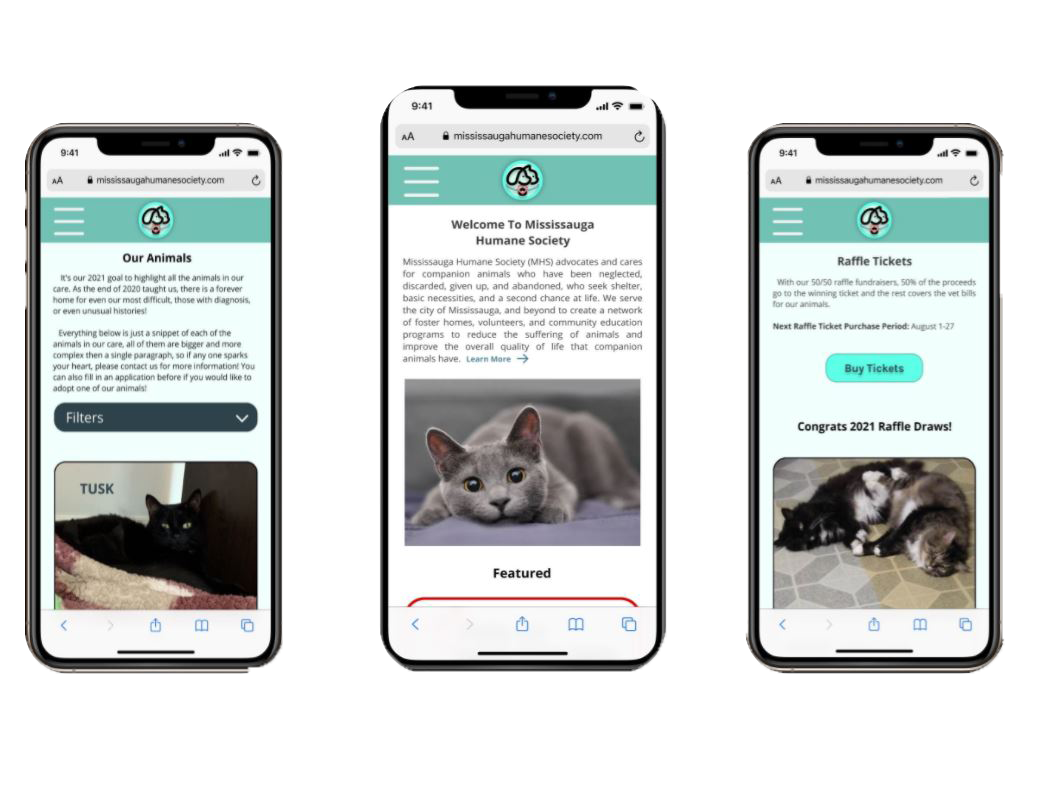 9:41
AA mississaugahumanesociety.com
Our Animals
It's our 2021 goal to highlight all the animals in our
care. As the end of 2020 taught us, there is a forever
home for even our most difficult, those with diagnosis,
or even unusual histories!
Everything below is just a snippet of each of the
animals in our care, all of them are bigger and more
complex then a single paragraph, so if any one sparks
your heart, please contact us for more information! You
can also fill in an application before if you would like to
adopt one of our animals!
Filters
TUSK
9:41
AA mississaugahumanesociety.com
Welcome To Mississauga
Humane Society
Mississauga Humane Society (MHS) advocates and cares
for companion animals who have been neglected,
discarded, given up, and abandoned, who seek shelter,
basic necessities, and a second chance at life. We serve
the city of Mississauga, and beyond to create a network
of foster homes, volunteers, and community education
programs to reduce the suffering of animals and
improve the overall quality of life that companion
animals have. Learn More
Featured
9:41
AA mississaugahumanesociety.com
Raffle Tickets
With our 50/50 raffle fundraisers, 50% of the proceeds
go to the winning ticket and the rest covers the vet bills
for our animals.
Next Raffle Ticket Purchase Period: August 1-27
Buy Tickets
Congrats 2021 Raffle Draws!